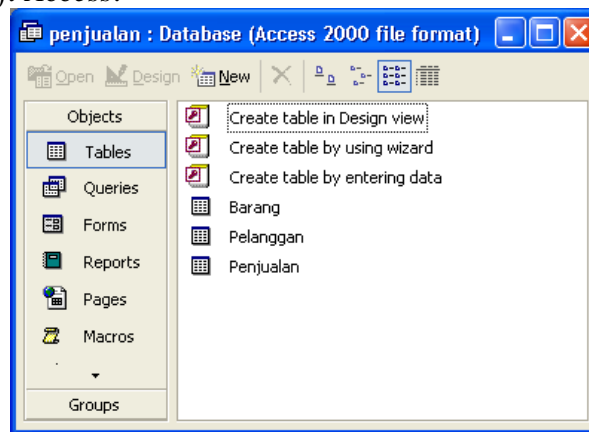 penjualan : Database (Access 2000 file format)
Open Design New
Objects
Tables
Queries
Forms
Reports
Pages
Macros
Groups
Create table in Design view
Create table by using wizard
Create table by entering data
Barang
Pelanggan
Penjualan